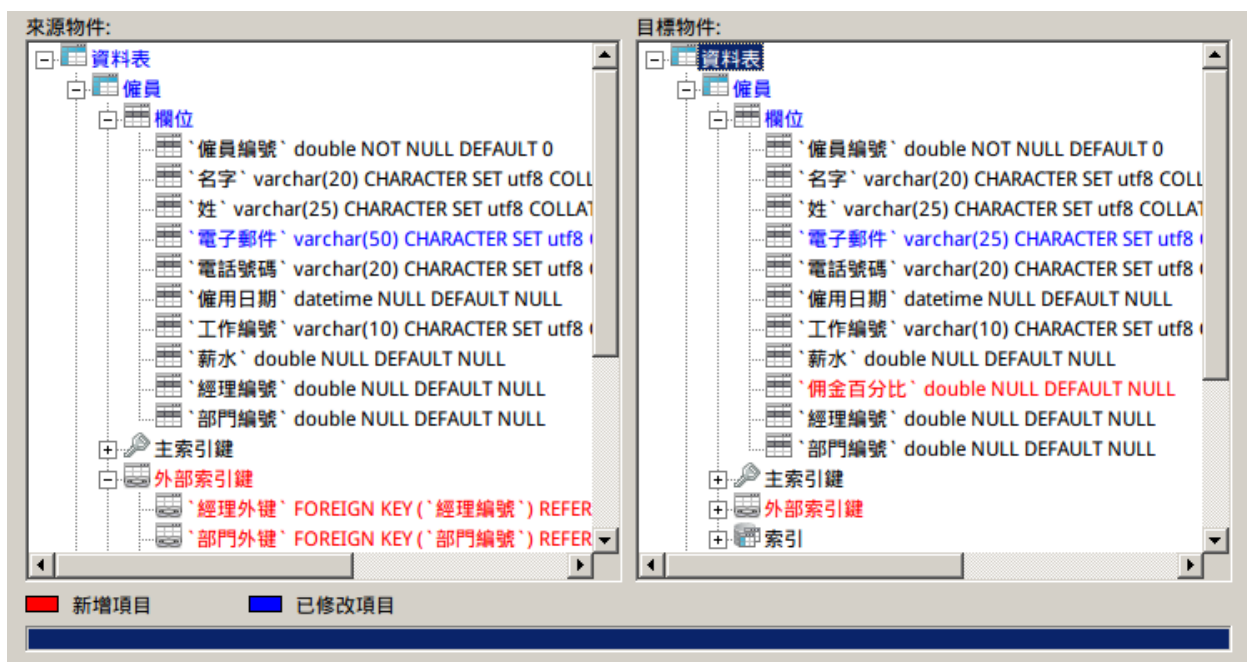 來源物件:
資料表
僱員
欄位
`僱員編號` double NOT NULL DEFAULT 0
`名字` varchar(20) CHARACTER SET utf8 COLL
`姓` varchar(25) CHARACTER SET utf8 COLLAT
`電子郵件` varchar(50) CHARACTER SET utf8
`電話號碼` varchar(20) CHARACTER SET utf8
`僱用日期` datetime NULL DEFAULT NULL
`工作編號` varchar(10) CHARACTER SET utf8
`薪水` double NULL DEFAULT NULL
`經理編號` double NULL DEFAULT NULL
`部門編號` double NULL DEFAULT NULL
主索引鍵
外部索引鍵
`經理外键` FOREIGN KEY (`經理編號`) REFER
`部門外键` FOREIGN KEY (`部門編號`) REFER
目標物件:
資料表
僱員
欄位
`僱員編號` double NOT NULL DEFAULT 0
`名字` varchar(20) CHARACTER SET utf8 COLL
`姓` varchar(25) CHARACTER SET utf8 COLLAT
`電子郵件` varchar(25) CHARACTER SET utf8
`電話號碼` varchar(20) CHARACTER SET utf8
`僱用日期` datetime NULL DEFAULT NULL
`工作編號` varchar(10) CHARACTER SET utf8
`薪水` double NULL DEFAULT NULL
`佣金百分比` double NULL DEFAULT NULL
`經理編號` double NULL DEFAULT NULL
`部門編號` double NULL DEFAULT NULL
主索引鍵
外部索引鍵
索引
新增項目
已修改項目